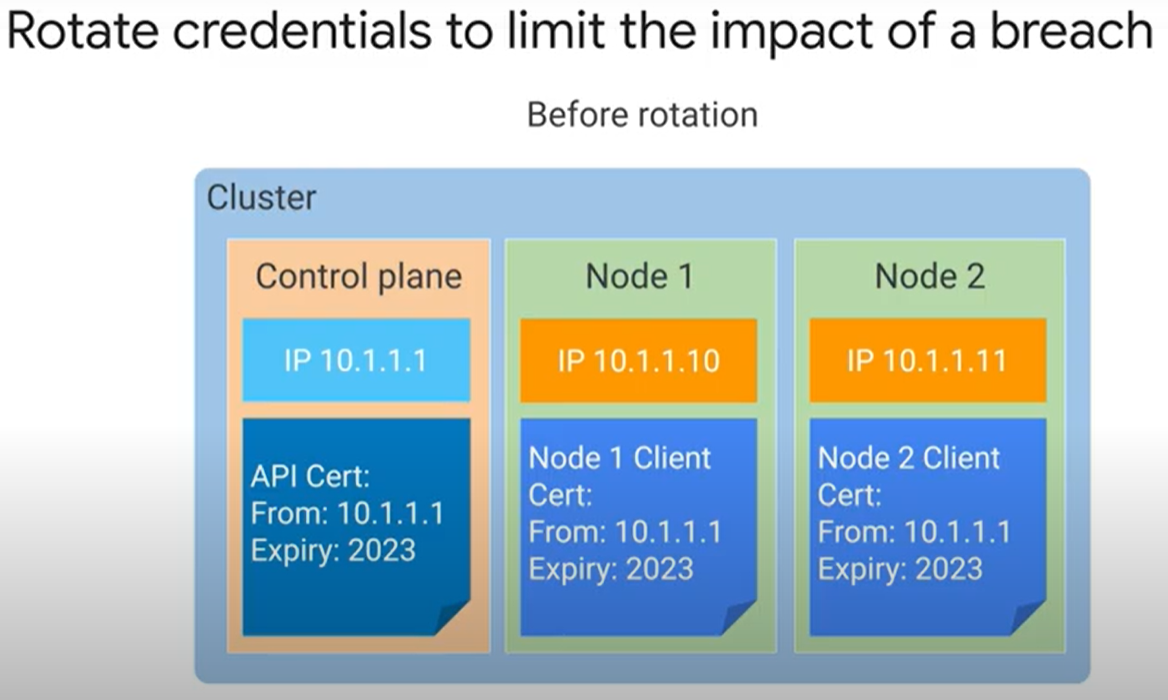 Rotate credentials to limit the impact of a breach
Before rotation
Cluster
Control plane
IP 10.1.1.1
API Cert:
From: 10.1.1.1
Expiry: 2023
Node 1
IP 10.1.1.10
Node 1 Client
Cert:
From: 10.1.1.1
Expiry: 2023
Node 2
IP 10.1.1.11
Node 2 Client
Cert:
From: 10.1.1.1
Expiry: 2023